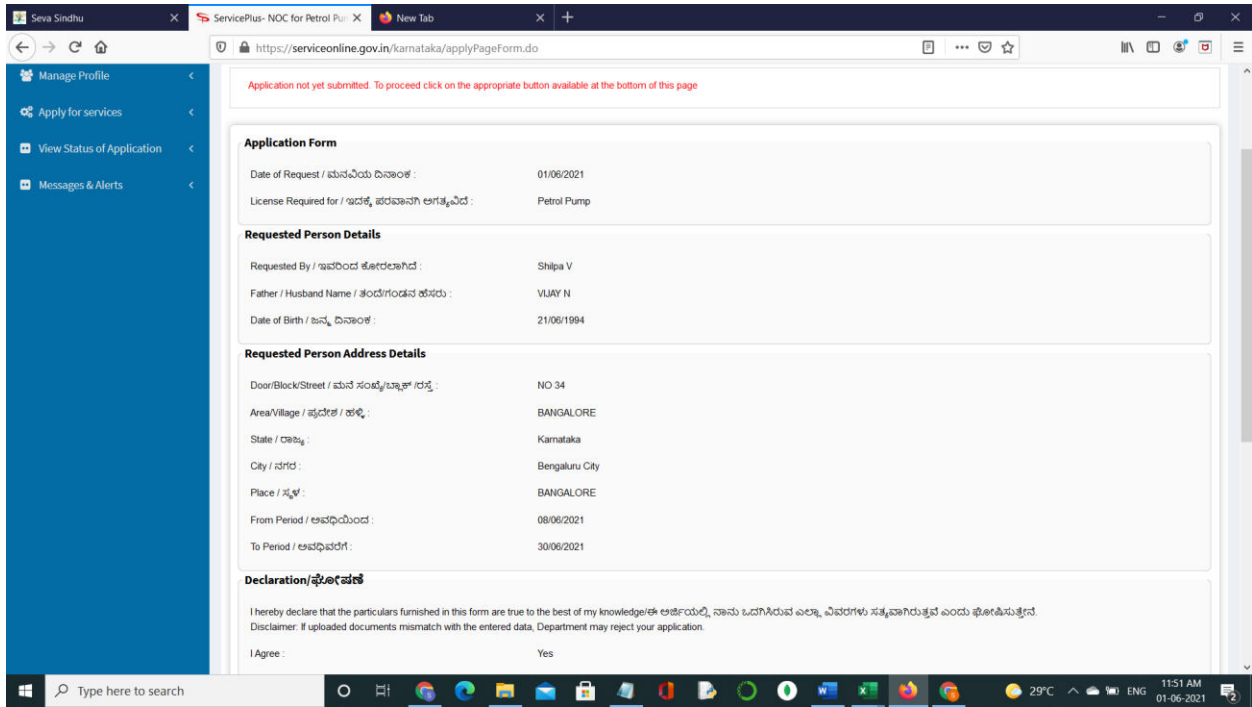 Seva Sindhu
ServicePlus- NOC for Petrol Pun
New Tab
https://serviceonline.gov.in/karnataka/applyPageForm.do
Manage Profile
Apply for services
View Status of Application
Messages & Alerts
Application not yet submitted. To proceed click on the appropriate button available at the bottom of this page
Application Form
Date of Request / ಮನವಿಯ ದಿನಾಂಕ : 01/06/2021
License Required for / ಇದಕ್ಕೆ ಪರವಾನಗಿ ಅಗತ್ಯವಿದೆ : Petrol Pump
Requested Person Details
Requested By / ಇವರಿಂದ ಕೋರಲಾಗಿದೆ : Shilpa V
Father / Husband Name / ತಂದೆ/ಗಂಡನ ಹೆಸರು : VIJAY N
Date of Birth / ಜನ್ಮ ದಿನಾಂಕ : 21/06/1994
Requested Person Address Details
Door/Block/Street / ಮನೆ ಸಂಖ್ಯೆ/ಬ್ಲಾಕ್ /ರಸ್ತೆ : NO 34
Area/Village / ಪ್ರದೇಶ / ಹಳ್ಳಿ : BANGALORE
State / ರಾಜ್ಯ : Karnataka
City / ನಗರ : Bengaluru City
Place / ಸ್ಥಳ : BANGALORE
From Period / ಅವಧಿಯಿಂದ : 08/06/2021
To Period / ಅವಧಿವರೆಗೆ : 30/06/2021
Declaration/ಘೋಷಣೆ
I hereby declare that the particulars furnished in this form are true to the best of my knowledge/ಈ ಅರ್ಜಿಯಲ್ಲಿ ನಾನು ಒದಗಿಸಿರುವ ಎಲ್ಲಾ ವಿವರಗಳು ಸತ್ಯವಾಗಿರುತ್ತವೆ ಎಂದು ಘೋಷಿಸುತ್ತೇನೆ.
Disclaimer: If uploaded documents mismatch with the entered data, Department may reject your application.
I Agree : Yes
Type here to search
29°C
ENG
11:51 AM
01-06-2021
2